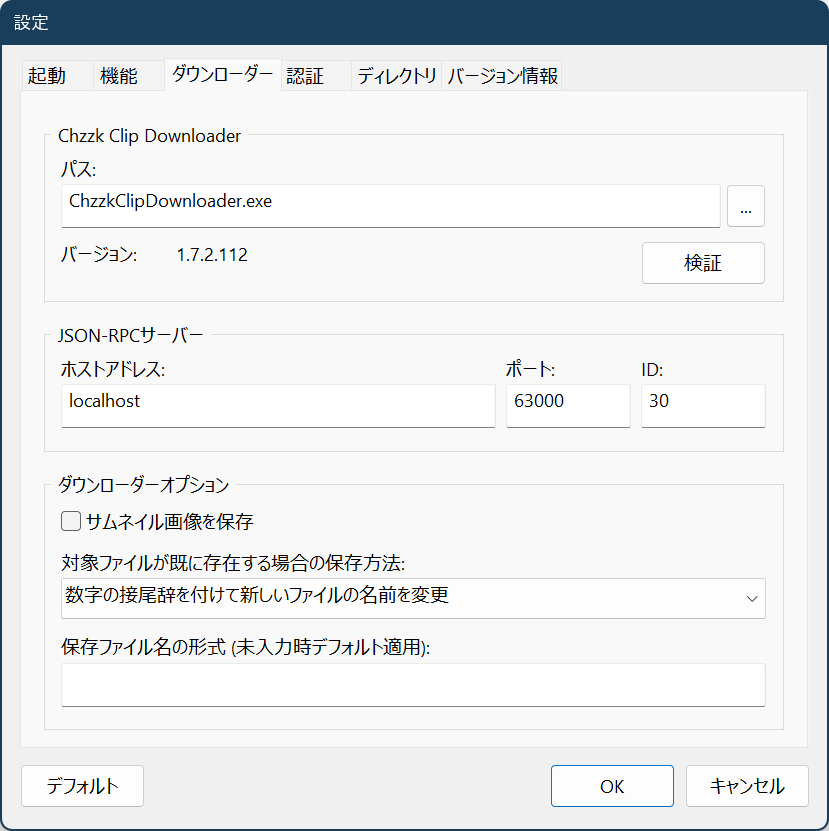 設定
起動 機能 ダウンローダー 認証 ディレクトリ バージョン情報
Chzzk Clip Downloader
パス:
ChzzkClipDownloader.exe ...
バージョン: 1.7.2.112 検証
JSON-RPCサーバー
ホストアドレス: ポート: ID:
localhost 63000 30
ダウンローダーオプション
サムネイル画像を保存
対象ファイルが既に存在する場合の保存方法:
数字の接尾辞を付けて新しいファイルの名前を変更
保存ファイル名の形式 (未入力時デフォルト適用):
デフォルト OK キャンセル